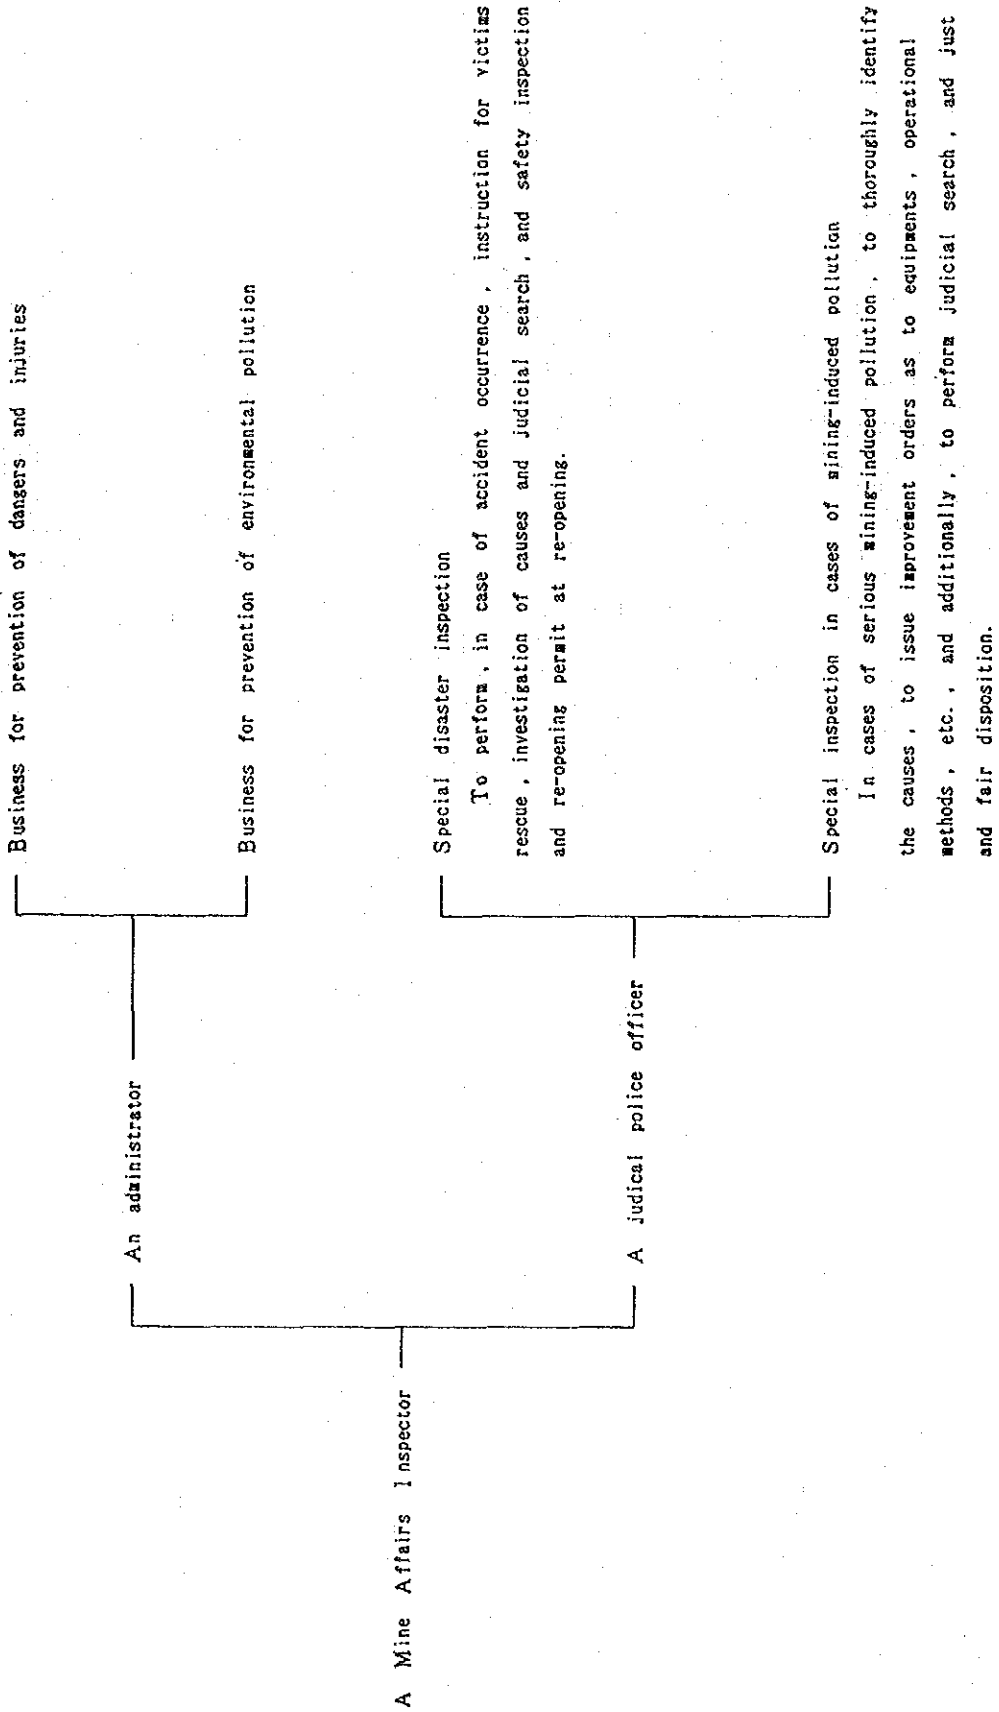 Business for prevention of dangers and injuries
An administrator
Business for prevention of environmental pollution
A Mine Affairs Inspector
Special disaster inspection
To perform , in case of accident occurrence , instruction for victims
rescue , investigation of causes and judicial search , and safety inspection
and re-opening permit at re-opening.
A judical police officer
Special inspection in cases of mining-induced pollution
In cases of serious mining-induced pollution , to thoroughly identify
the causes , to issue improvement orders as to equipments , operational
methods , etc. , and additionally , to perform judicial search , and just
and fair disposition.